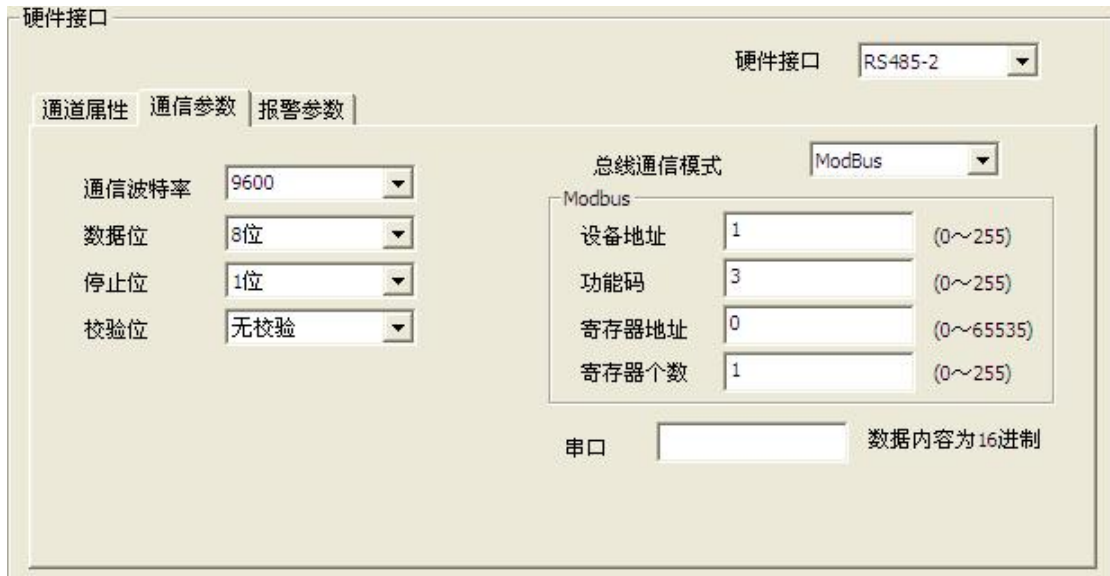 硬件接口
硬件接口 RS485-2
通道属性 通信参数 报警参数
总线通信模式 ModBus
通信波特率 9600
数据位 8位
停止位 1位
校验位 无校验
Modbus
设备地址 1 (0～255)
功能码 3 (0～255)
寄存器地址 0 (0～65535)
寄存器个数 1 (0～255)
串口 数据内容为16进制